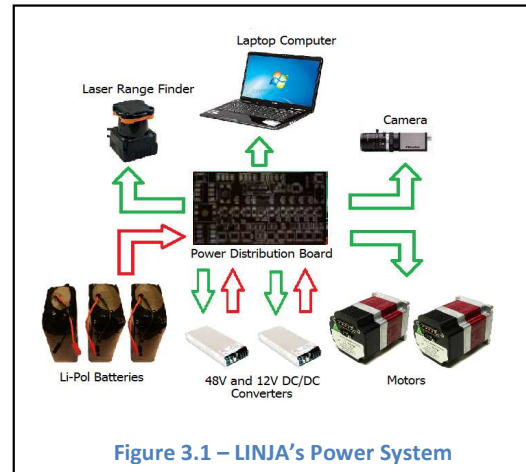 Laptop Computer
Laser Range Finder
Camera
Power Distribution Board
Li-Pol Batteries
48V and 12V DC/DC
Converters
Motors
Figure 3.1 – LINJA's Power System